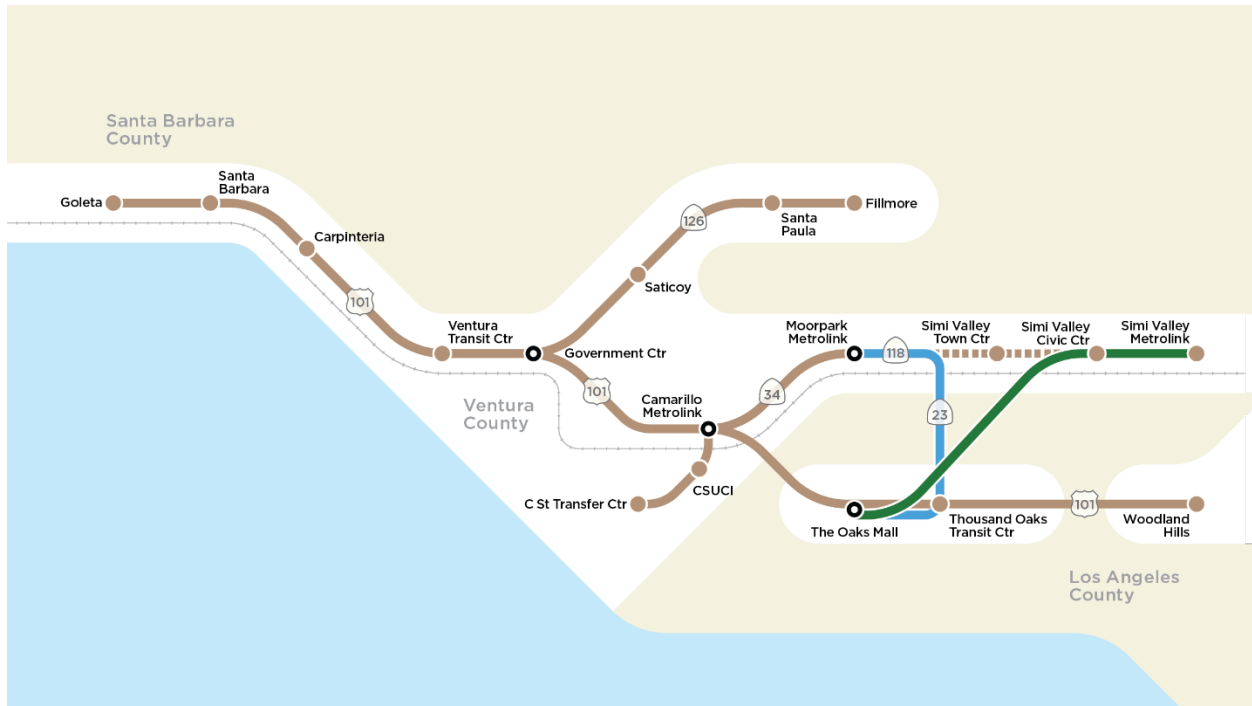 Santa Barbara
County
Santa
Barbara
Goleta
Carpinteria
101
Ventura
Transit Ctr
Government Ctr
Saticoy
126
Santa
Paula
Fillmore
Ventura
County
101
Camarillo
Metrolink
34
CSUCI
C St Transfer Ctr
Moorpark
Metrolink
118
23
Simi Valley
Town Ctr
Simi Valley
Civic Ctr
Simi Valley
Metrolink
The Oaks Mall
Thousand Oaks
Transit Ctr
101
Woodland
Hills
Los Angeles
County